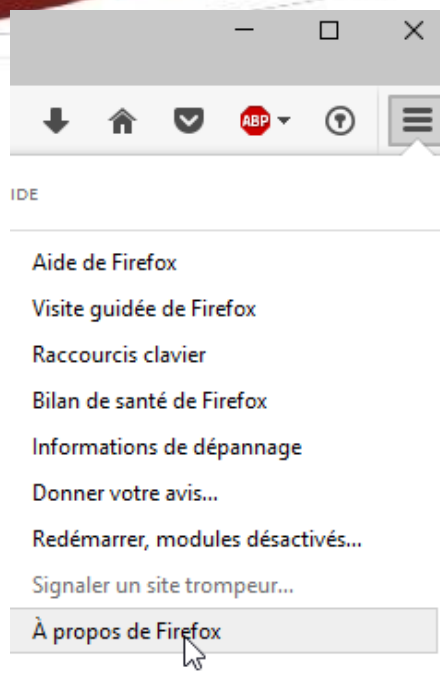 ABP
IDE
Aide de Firefox
Visite guidée de Firefox
Raccourcis clavier
Bilan de santé de Firefox
Informations de dépannage
Donner votre avis...
Redémarrer, modules désactivés...
Signaler un site trompeur...
À propos de Firefox